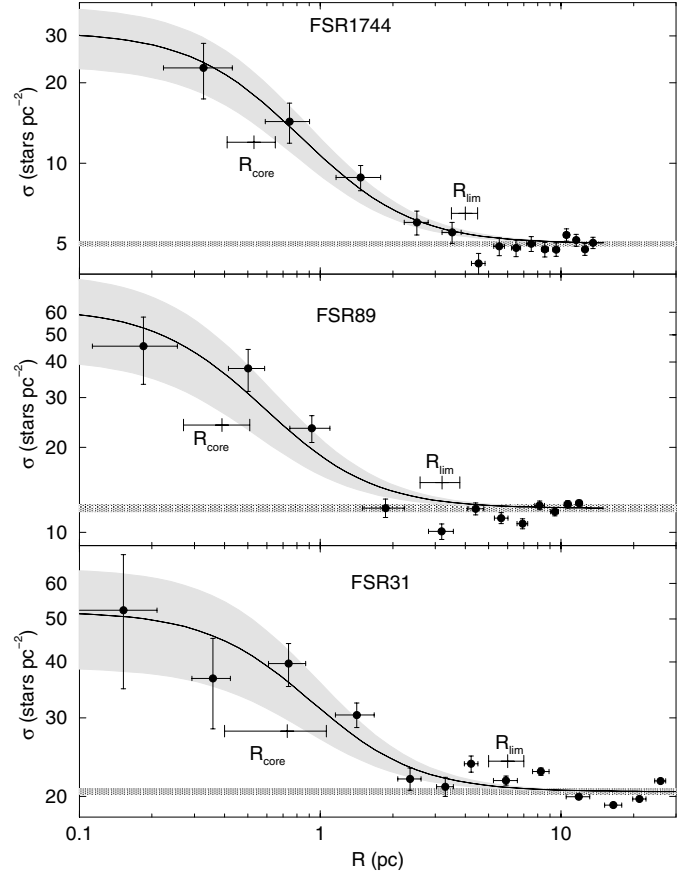 FSR1744
30
20
10
5
σ (stars pc⁻²)
R_core
R_lim
FSR89
60
50
40
30
20
10
σ (stars pc⁻²)
R_core
R_lim
FSR31
60
50
40
30
20
σ (stars pc⁻²)
R_core
R_lim
0.1 1 10
R (pc)